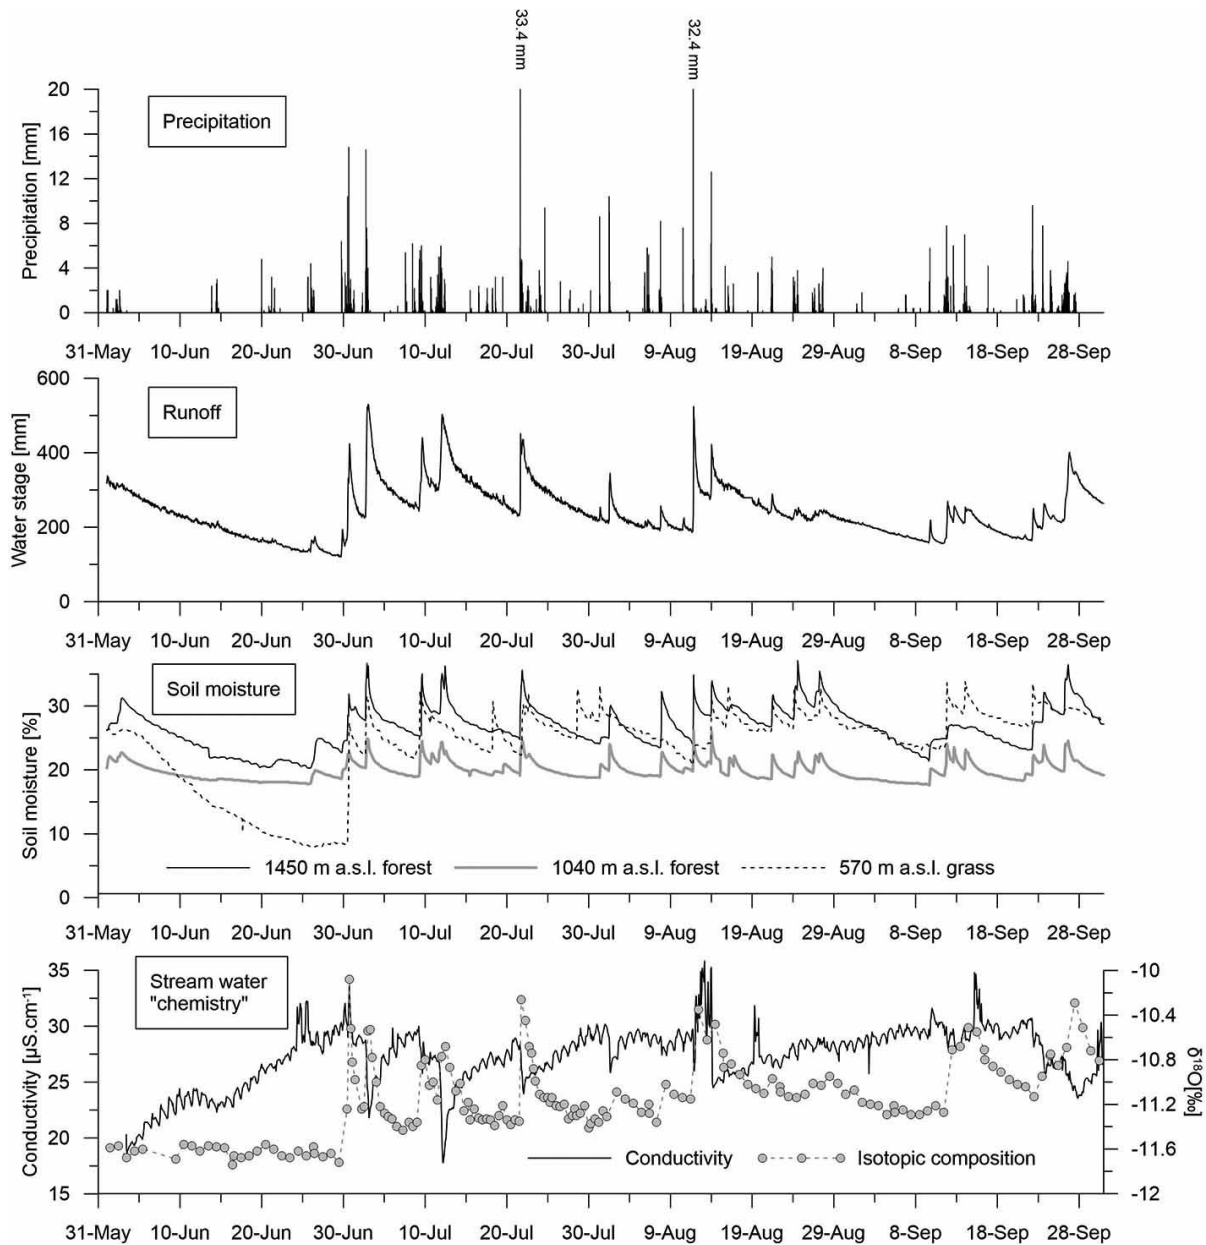 33.4 mm
32.4 mm
Precipitation
Precipitation [mm]
20
16
12
8
4
0
31-May 10-Jun 20-Jun 30-Jun 10-Jul 20-Jul 30-Jul 9-Aug 19-Aug 29-Aug 8-Sep 18-Sep 28-Sep
Runoff
Water stage [mm]
600
400
200
0
31-May 10-Jun 20-Jun 30-Jun 10-Jul 20-Jul 30-Jul 9-Aug 19-Aug 29-Aug 8-Sep 18-Sep 28-Sep
Soil moisture
Soil moisture [%]
30
20
10
0
1450 m a.s.l. forest 1040 m a.s.l. forest 570 m a.s.l. grass
31-May 10-Jun 20-Jun 30-Jun 10-Jul 20-Jul 30-Jul 9-Aug 19-Aug 29-Aug 8-Sep 18-Sep 28-Sep
Stream water
"chemistry"
Conductivity [µS.cm⁻¹]
35
30
25
20
15
-10
-10.4
-10.8
-11.2
-11.6
-12
δ¹⁸O[‰]
Conductivity Isotopic composition
31-May 10-Jun 20-Jun 30-Jun 10-Jul 20-Jul 30-Jul 9-Aug 19-Aug 29-Aug 8-Sep 18-Sep 28-Sep